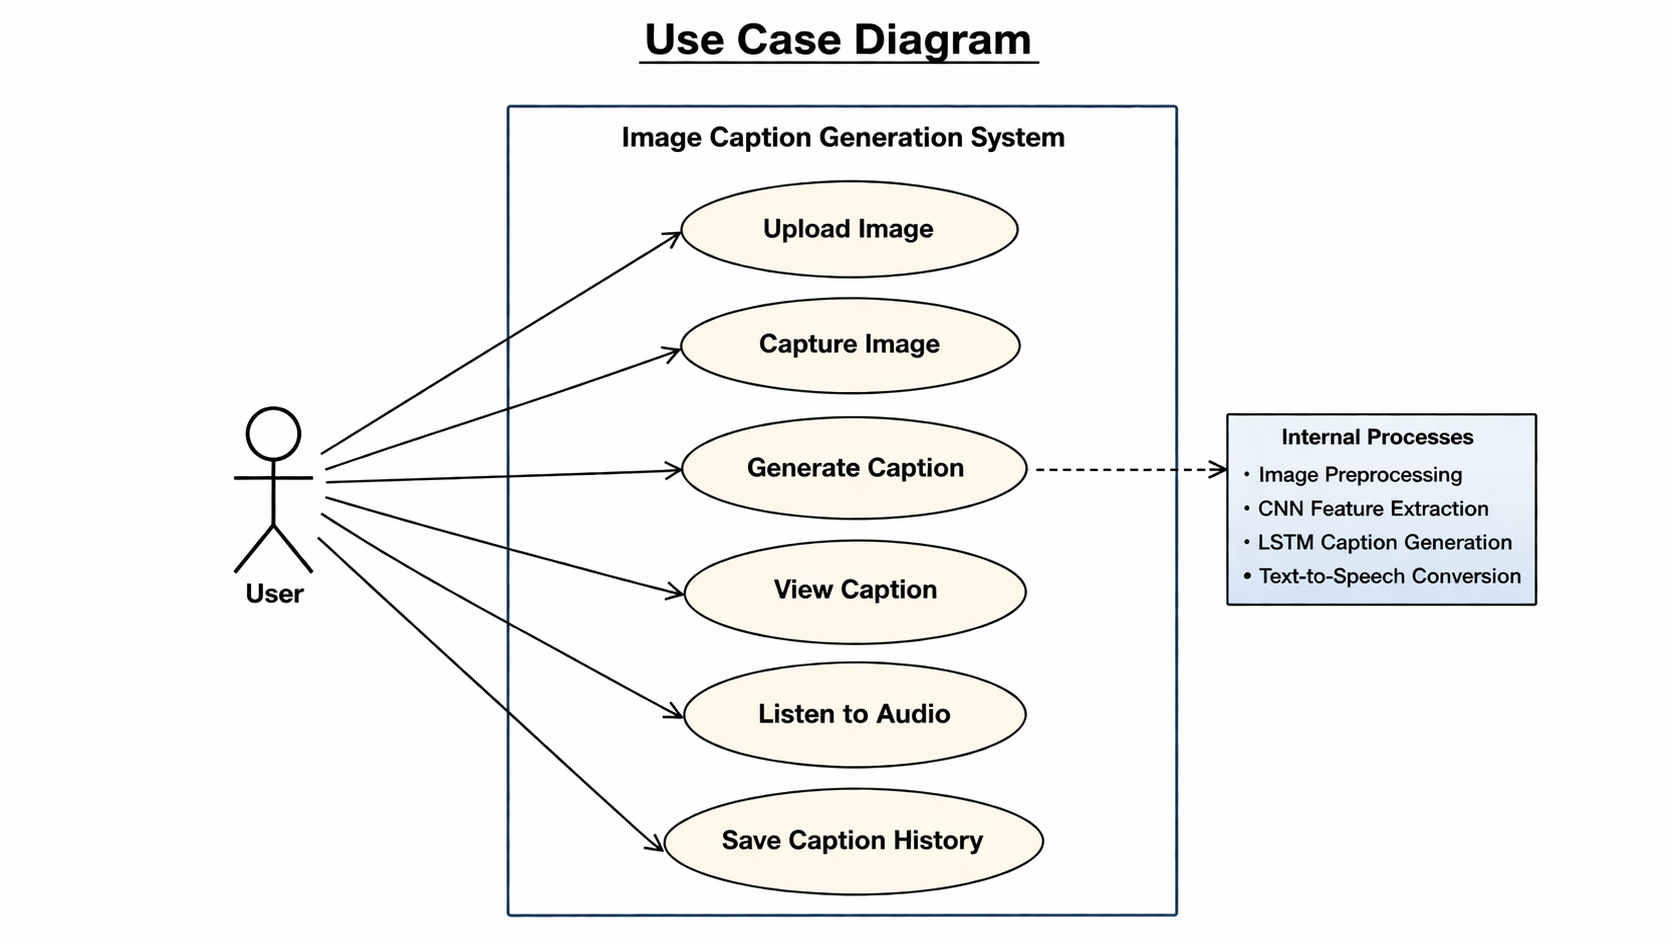 Use Case Diagram
Image Caption Generation System
Upload Image
Capture Image
Generate Caption
View Caption
Listen to Audio
Save Caption History
User
Internal Processes
• Image Preprocessing
• CNN Feature Extraction
• LSTM Caption Generation
• Text-to-Speech Conversion